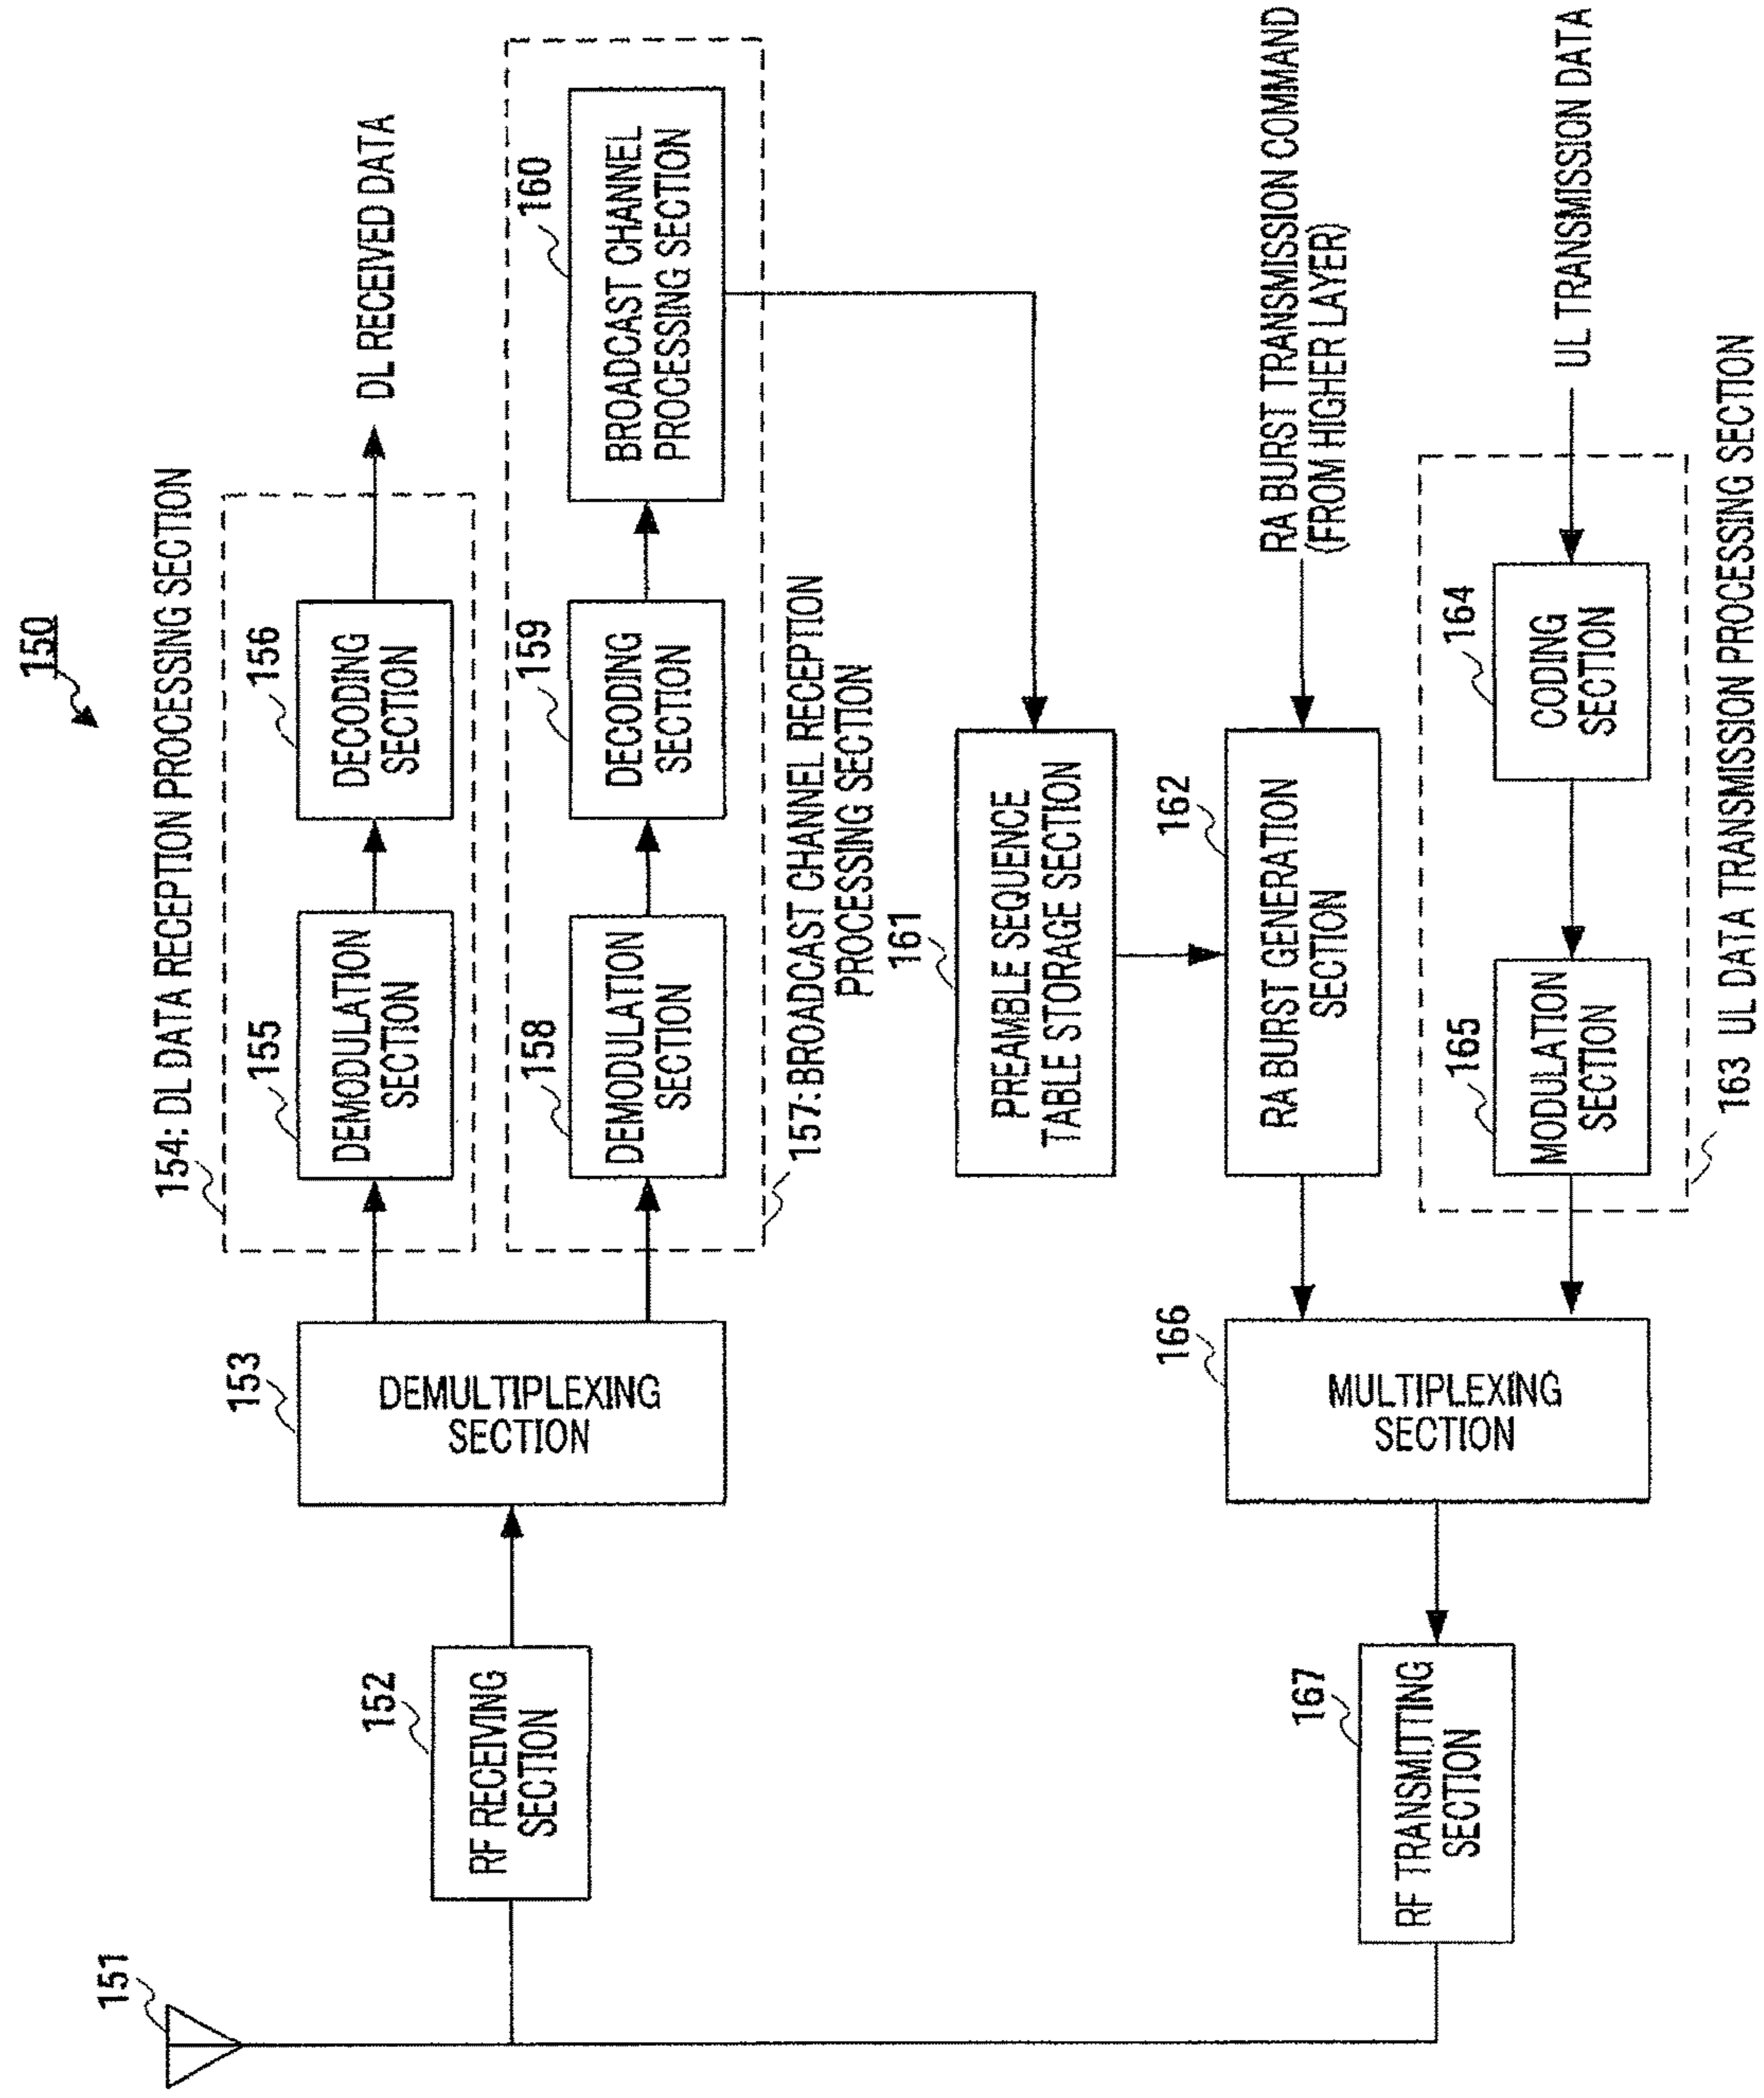 150
154: DL DATA RECEPTION PROCESSING SECTION
155
DEMODULATION
SECTION
156
DECODING
SECTION
DL RECEIVED DATA
151
152
RF RECEIVING
SECTION
153
DEMULTIPLEXING
SECTION
158
DEMODULATION
SECTION
159
DECODING
SECTION
160
BROADCAST CHANNEL
PROCESSING SECTION
157: BROADCAST CHANNEL RECEPTION
PROCESSING SECTION
161
PREAMBLE SEQUENCE
TABLE STORAGE SECTION
162
RA BURST GENERATION
SECTION
RA BURST TRANSMISSION COMMAND
(FROM HIGHER LAYER)
167
RF TRANSMITTING
SECTION
166
MULTIPLEXING
SECTION
165
MODULATION
SECTION
164
CODING
SECTION
UL TRANSMISSION DATA
163 UL DATA TRANSMISSION PROCESSING SECTION